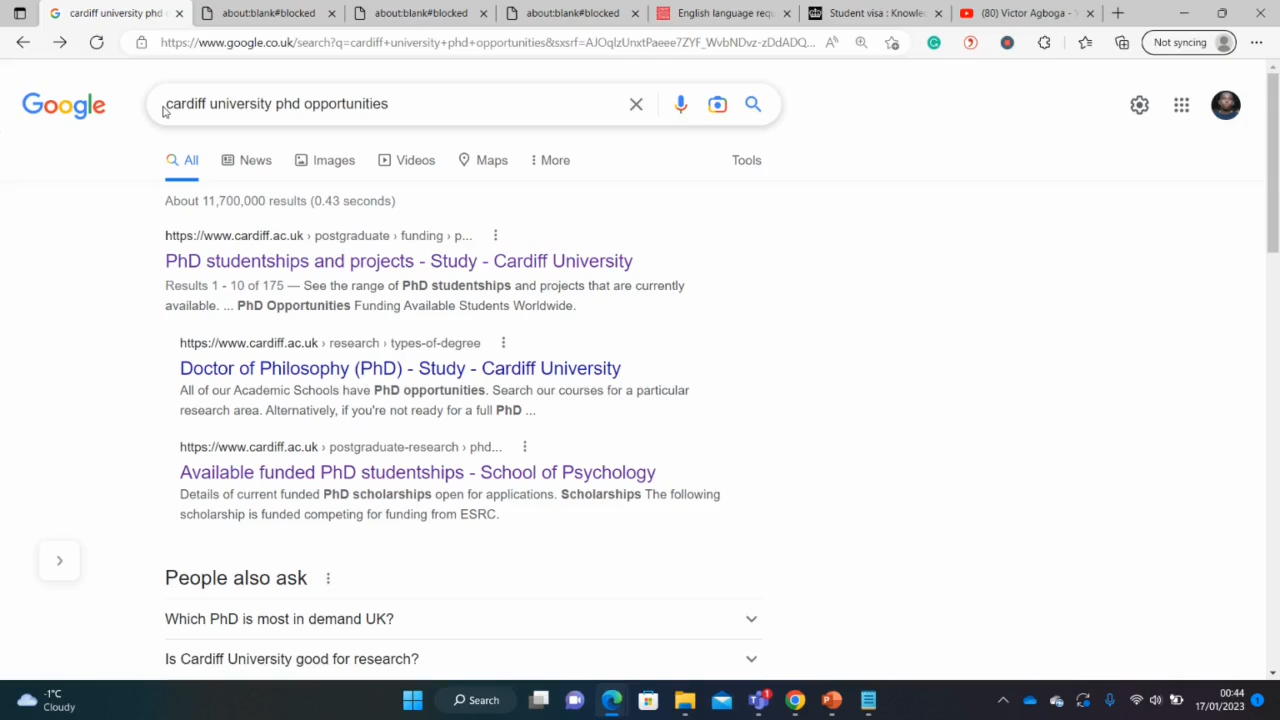 cardiff university phd o
about:blank#blocked
about:blank#blocked
about:blank#blocked
English language requ
Student visa : Knowle
(80) Victor Agboga - Y
https://www.google.co.uk/search?q=cardiff+university+phd+opportunities&sxsrf=AJOqlzUnxtPaeee7ZYF_WvbNDvz-zDdADQ...
Not syncing
Google
cardiff university phd opportunities
All News Images Videos Maps More Tools
About 11,700,000 results (0.43 seconds)
https://www.cardiff.ac.uk › postgraduate › funding › p...
PhD studentships and projects - Study - Cardiff University
Results 1 - 10 of 175 — See the range of PhD studentships and projects that are currently
available. ... PhD Opportunities Funding Available Students Worldwide.
https://www.cardiff.ac.uk › research › types-of-degree
Doctor of Philosophy (PhD) - Study - Cardiff University
All of our Academic Schools have PhD opportunities. Search our courses for a particular
research area. Alternatively, if you're not ready for a full PhD ...
https://www.cardiff.ac.uk › postgraduate-research › phd...
Available funded PhD studentships - School of Psychology
Details of current funded PhD scholarships open for applications. Scholarships The following
scholarship is funded competing for funding from ESRC.
People also ask
Which PhD is most in demand UK?
Is Cardiff University good for research?
-1°C
Cloudy
Search
00:44
17/01/2023